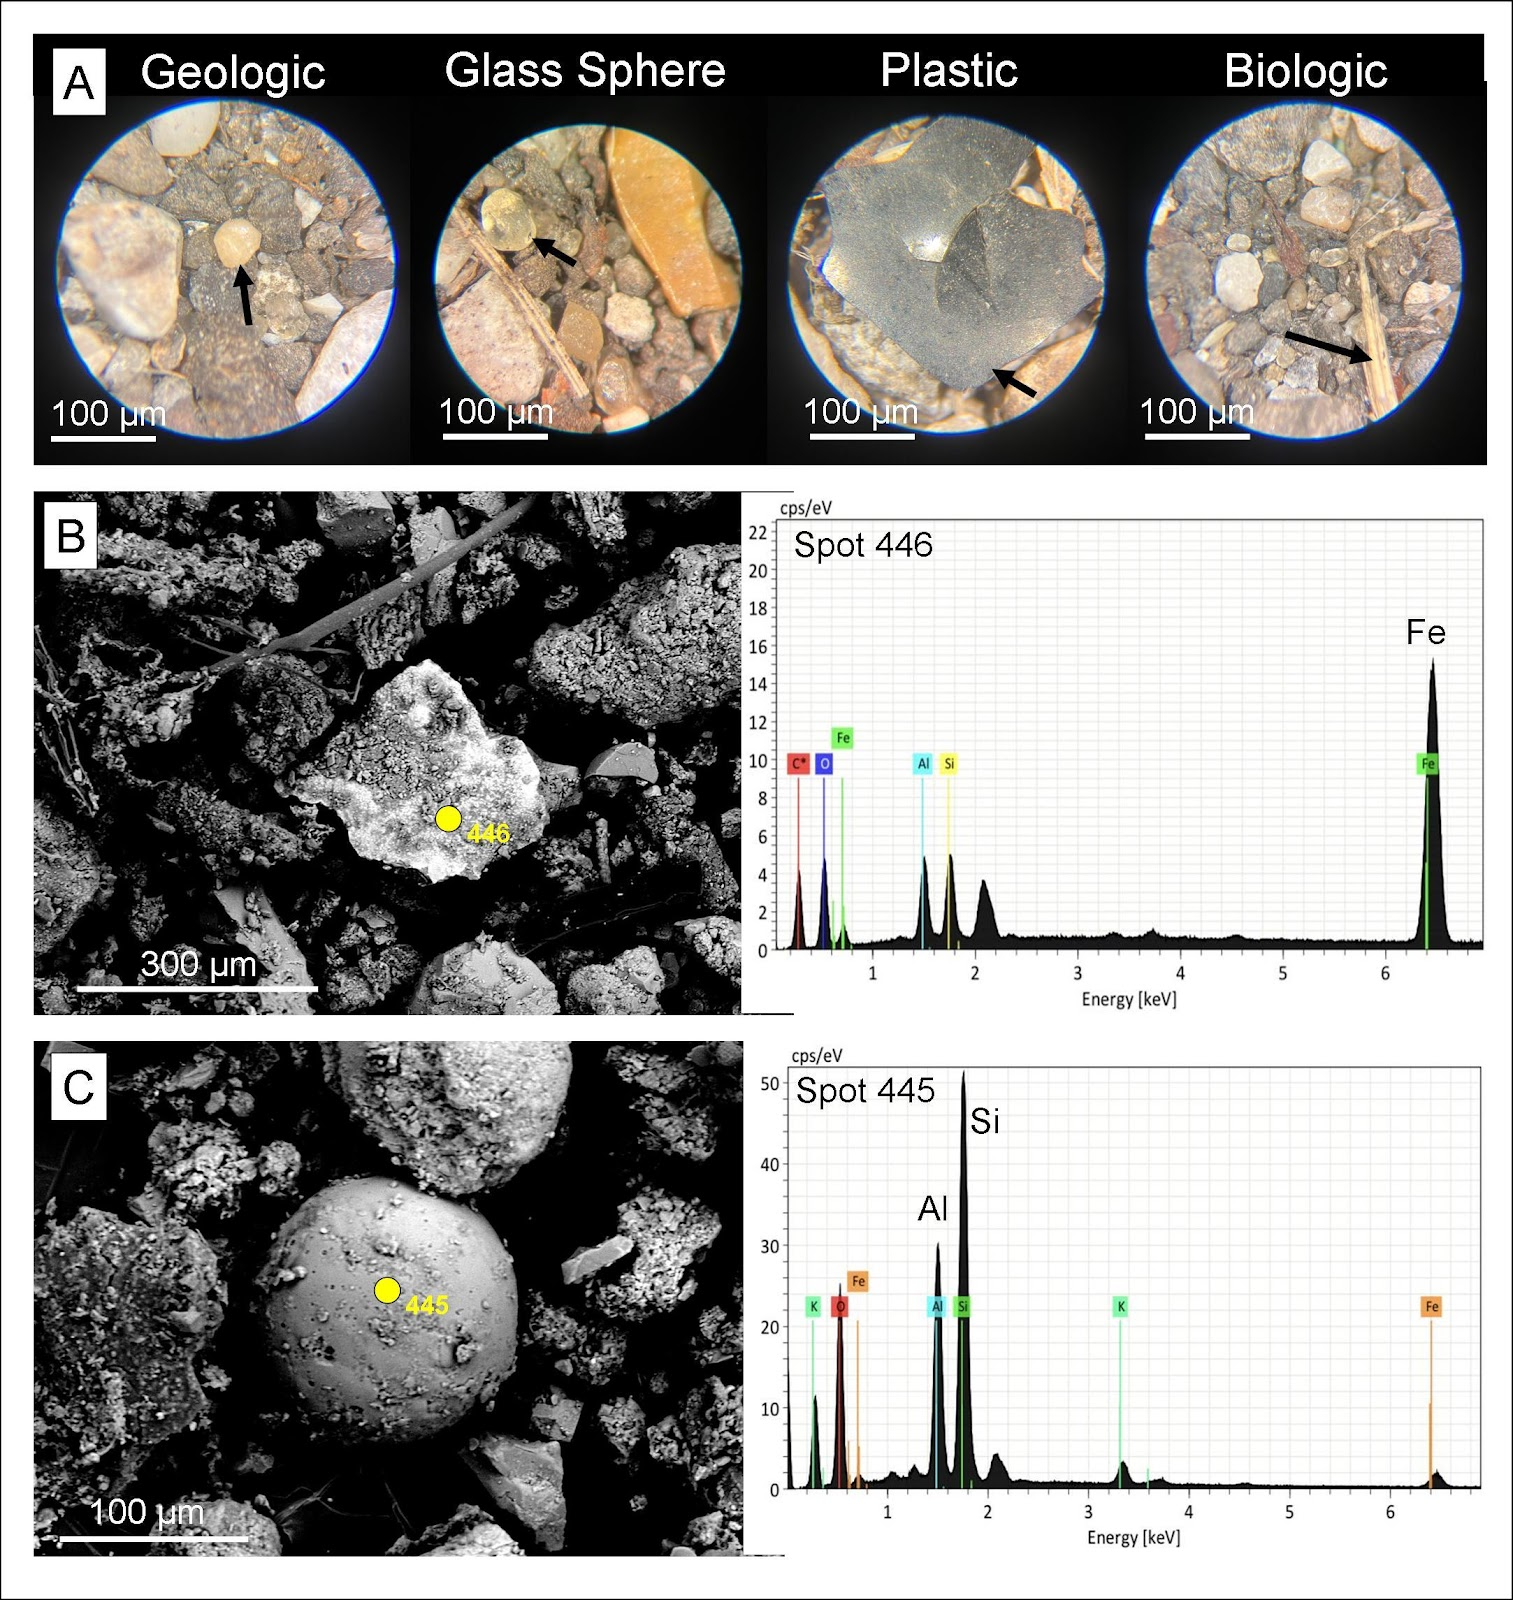 A
Geologic
Glass Sphere
Plastic
Biologic
100 µm
100 µm
100 µm
100 µm
B
446
300 µm
cps/eV
Spot 446
Fe
22
20
18
16
14
12
10
8
6
4
2
0
Fe
C*
O
Al
Si
Fe
1
2
3
4
5
6
Energy [keV]
C
445
100 µm
cps/eV
Spot 445
Si
Al
50
40
30
20
10
0
Fe
K
O
Al
Si
K
Fe
1
2
3
4
5
6
Energy [keV]